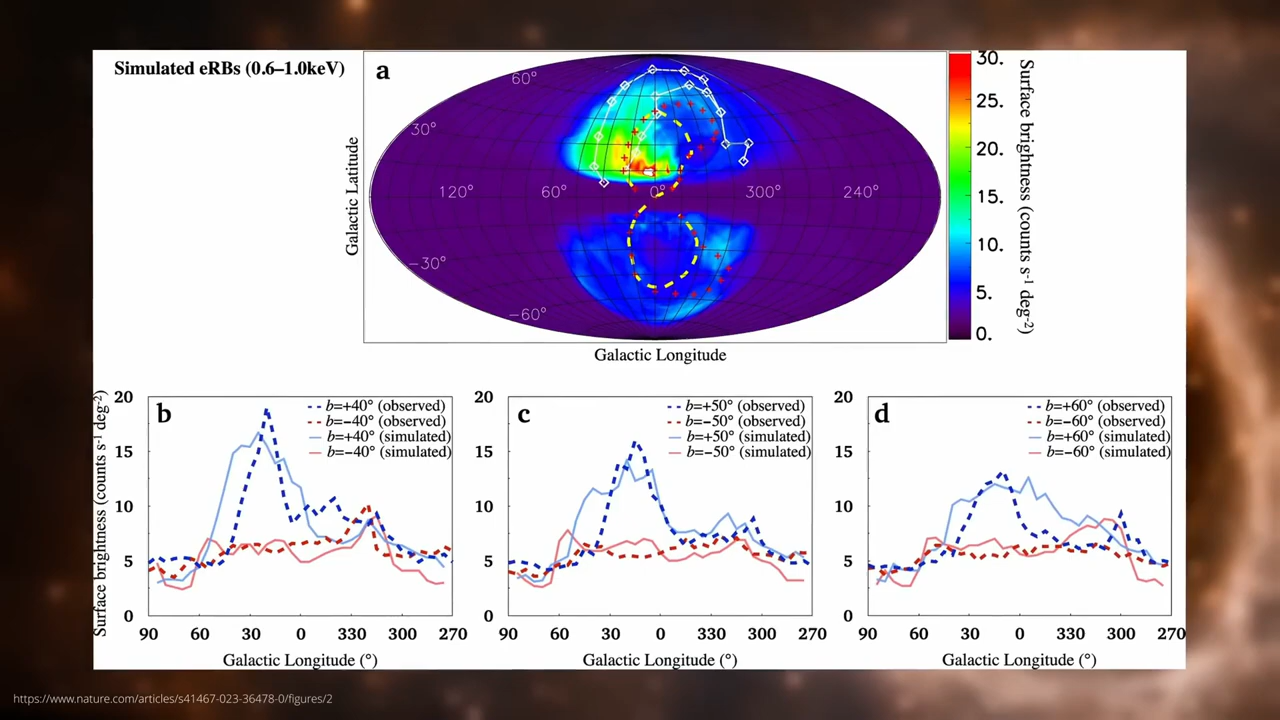 Simulated eRBs (0.6–1.0keV)
a
60°
30°
120°
60°
0°
300°
240°
−30°
−60°
Galactic Latitude
Galactic Longitude
30.
25.
20.
15.
10.
5.
0.
Surface brightness (counts s⁻¹ deg⁻²)
Surface brightness (counts s⁻¹ deg⁻²)
b
b=+40° (observed)
b=−40° (observed)
b=+40° (simulated)
b=−40° (simulated)
20
15
10
5
0
90 60 30 0 330 300 270
Galactic Longitude (°)
c
b=+50° (observed)
b=−50° (observed)
b=+50° (simulated)
b=−50° (simulated)
20
15
10
5
0
90 60 30 0 330 300 270
Galactic Longitude (°)
d
b=+60° (observed)
b=−60° (observed)
b=+60° (simulated)
b=−60° (simulated)
20
15
10
5
0
90 60 30 0 330 300 270
Galactic Longitude (°)
https://www.nature.com/articles/s41467-023-36478-0/figures/2